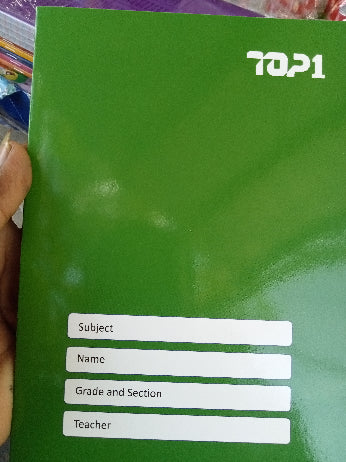 TOP1
Subject
Name
Grade and Section
Teacher